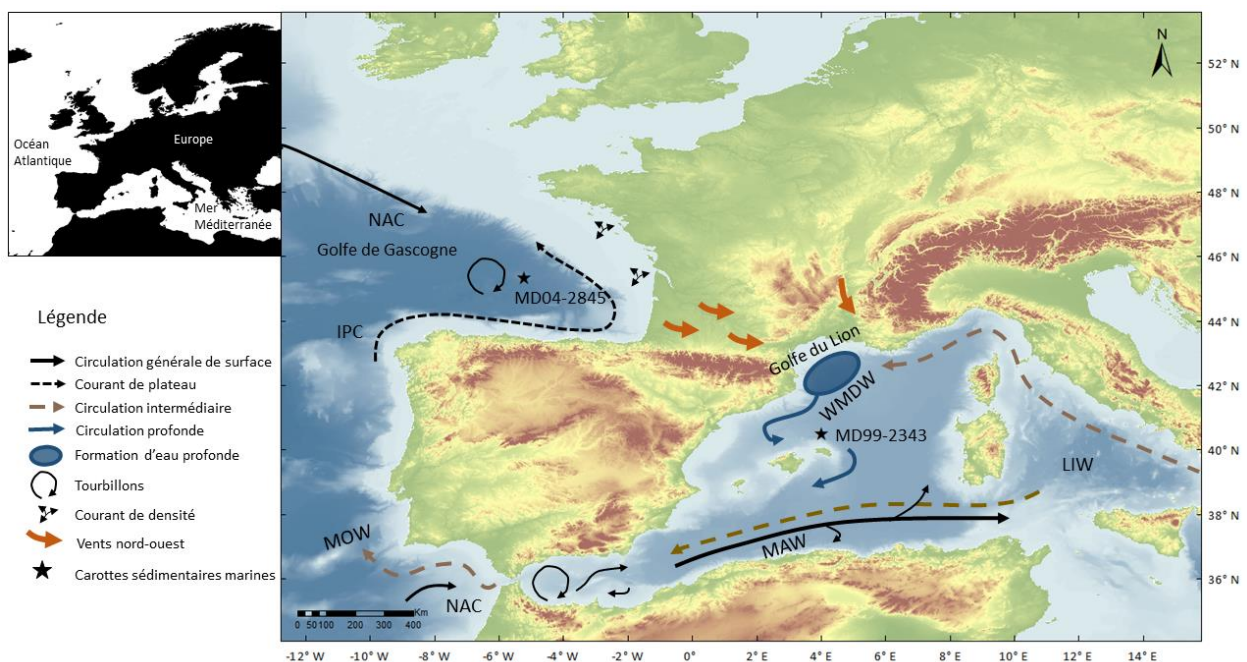 Océan
Atlantique
Europe
Mer
Méditerranée
Légende
Circulation générale de surface
Courant de plateau
Circulation intermédiaire
Circulation profonde
Formation d'eau profonde
Tourbillons
Courant de densité
Vents nord-ouest
Carottes sédimentaires marines
N
NAC
Golfe de Gascogne
MD04-2845
IPC
Golfe du Lion
WMDW
MD99-2343
LIW
MOW
MAW
NAC
Km
0 50 100 200 300 400
52° N
50° N
48° N
46° N
44° N
42° N
40° N
38° N
36° N
-12° W -10° W -8° W -6° W -4° W -2° W 0° 2° E 4° E 6° E 8° E 10° E 12° E 14° E